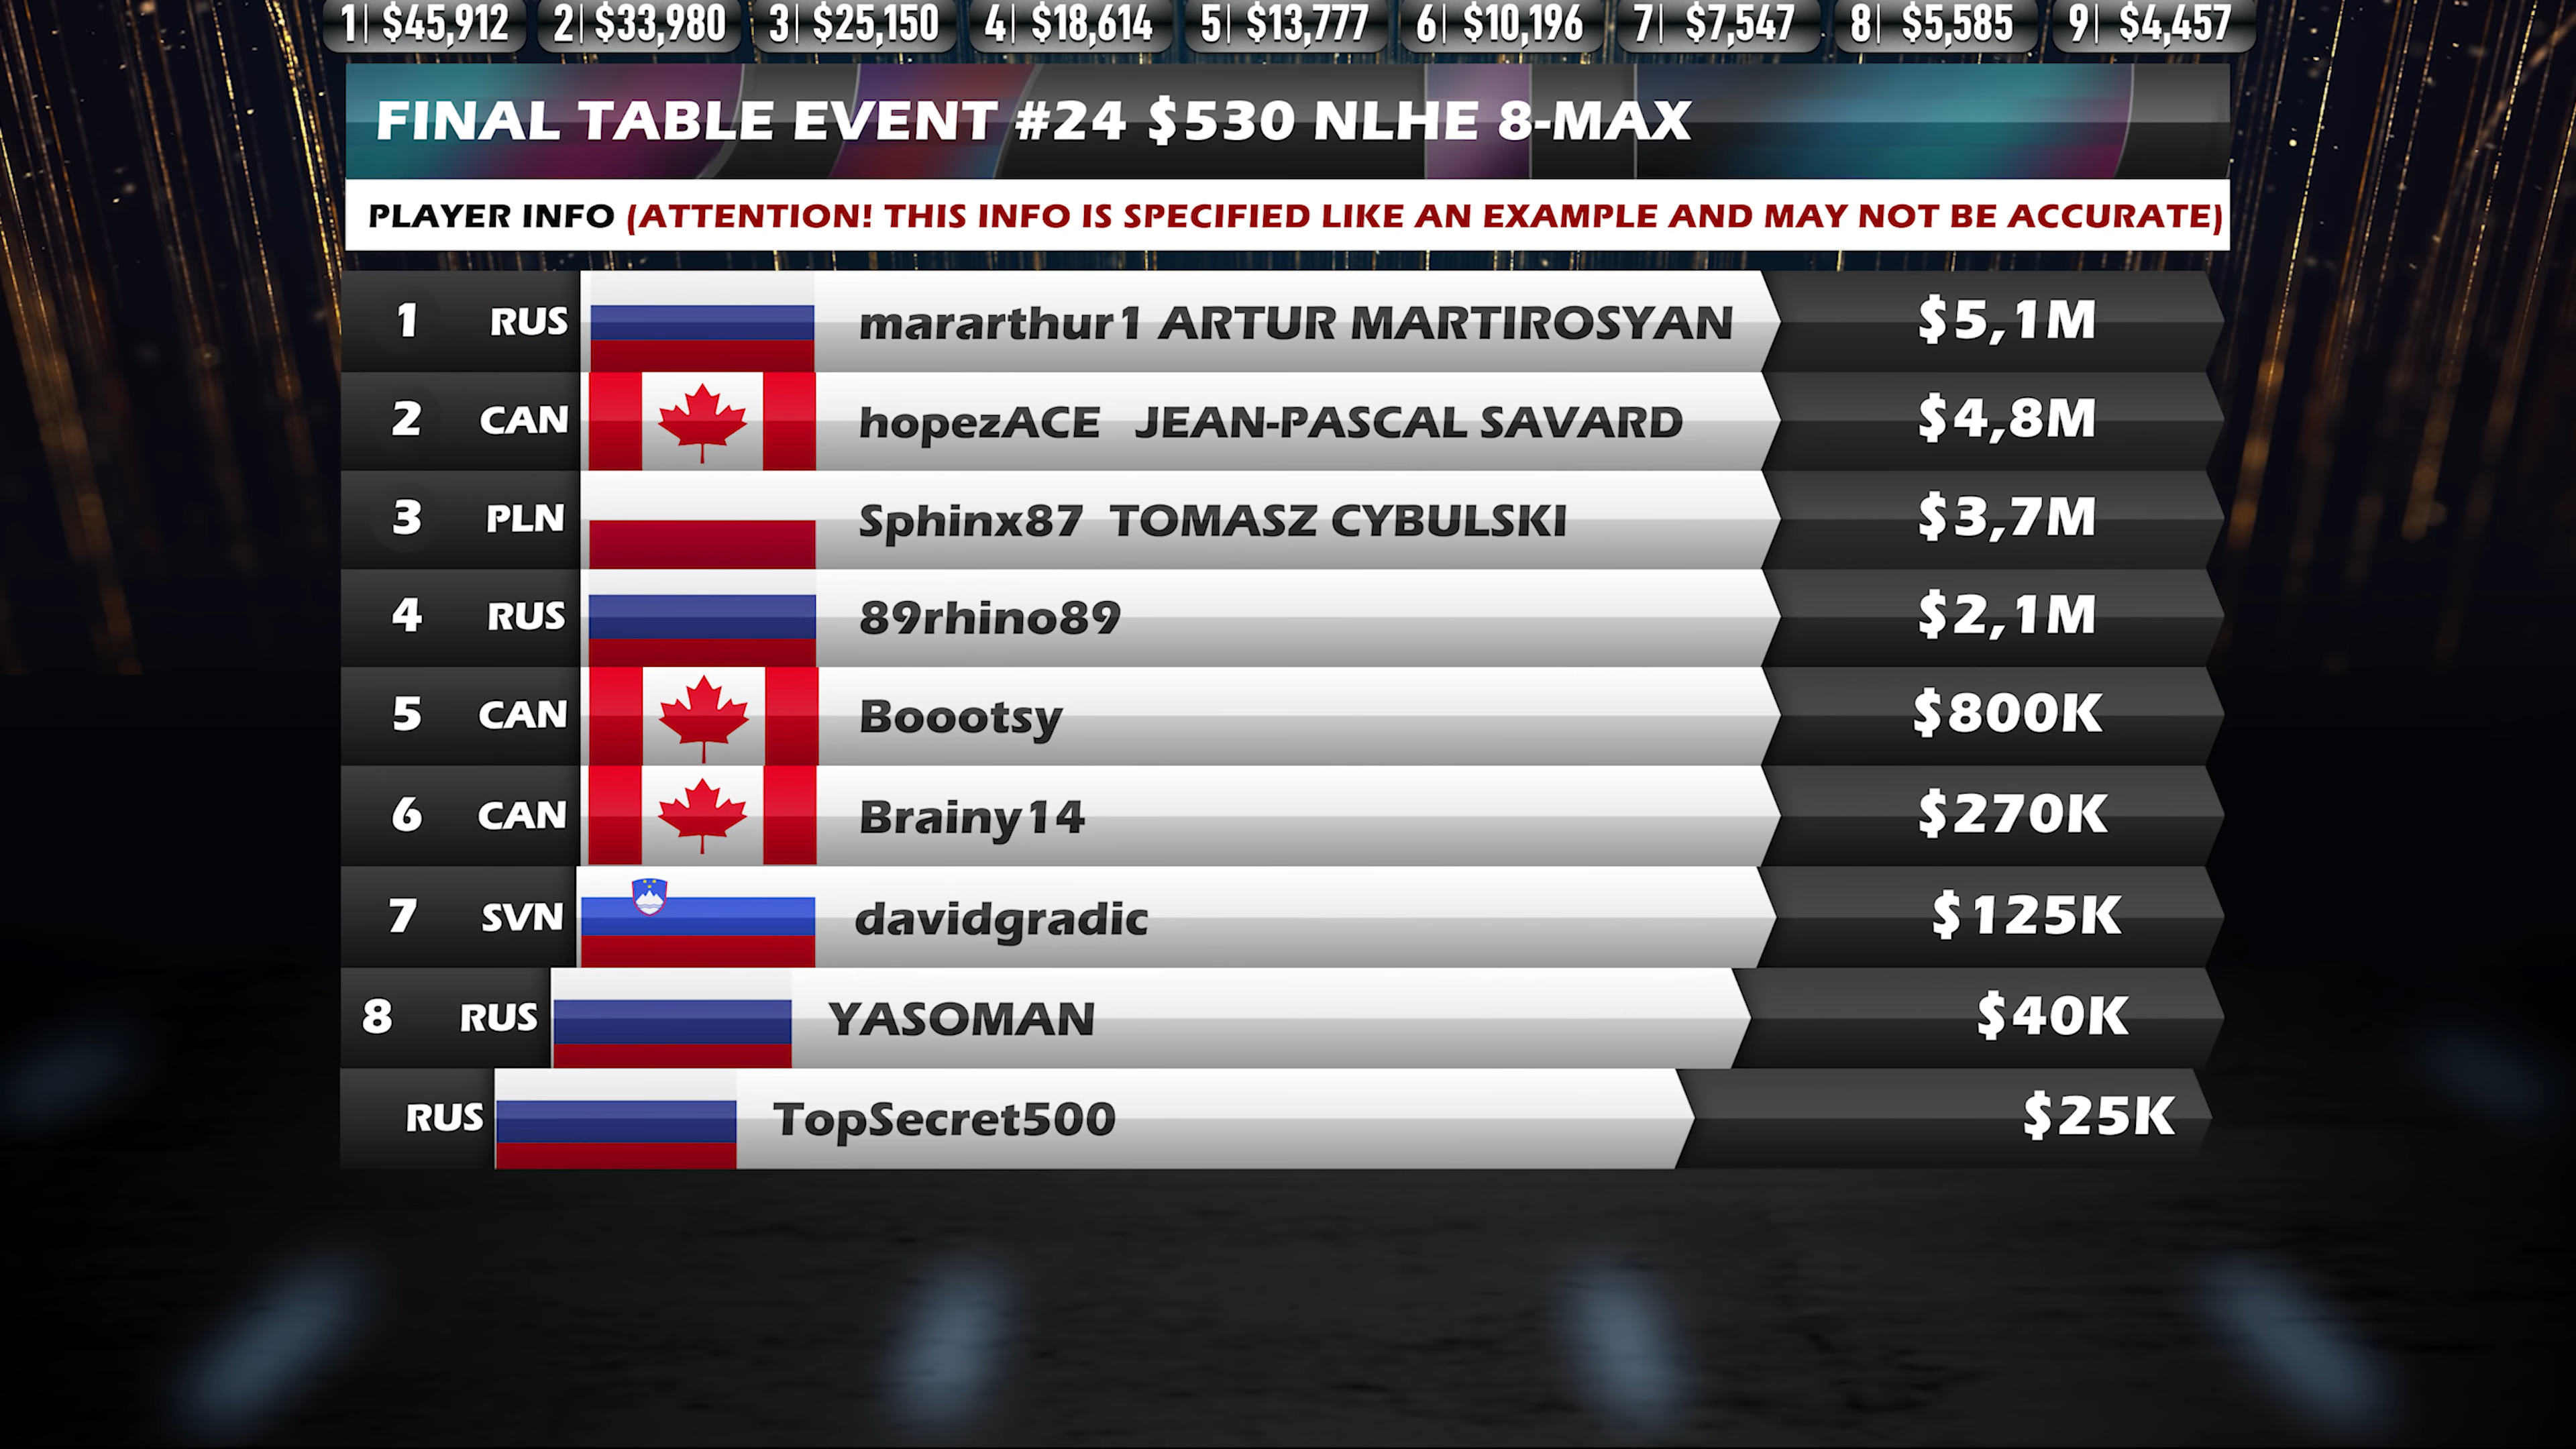 1| $45,912 2| $33,980 3| $25,150 4| $18,614 5| $13,777 6| $10,196 7| $7,547 8| $5,585 9| $4,457
FINAL TABLE EVENT #24 $530 NLHE 8-MAX
PLAYER INFO (ATTENTION! THIS INFO IS SPECIFIED LIKE AN EXAMPLE AND MAY NOT BE ACCURATE)
1 RUS mararthur1 ARTUR MARTIROSYAN $5,1M
2 CAN hopezACE JEAN-PASCAL SAVARD $4,8M
3 PLN Sphinx87 TOMASZ CYBULSKI $3,7M
4 RUS 89rhino89 $2,1M
5 CAN Boootsy $800K
6 CAN Brainy14 $270K
7 SVN davidgradic $125K
8 RUS YASOMAN $40K
RUS TopSecret500 $25K